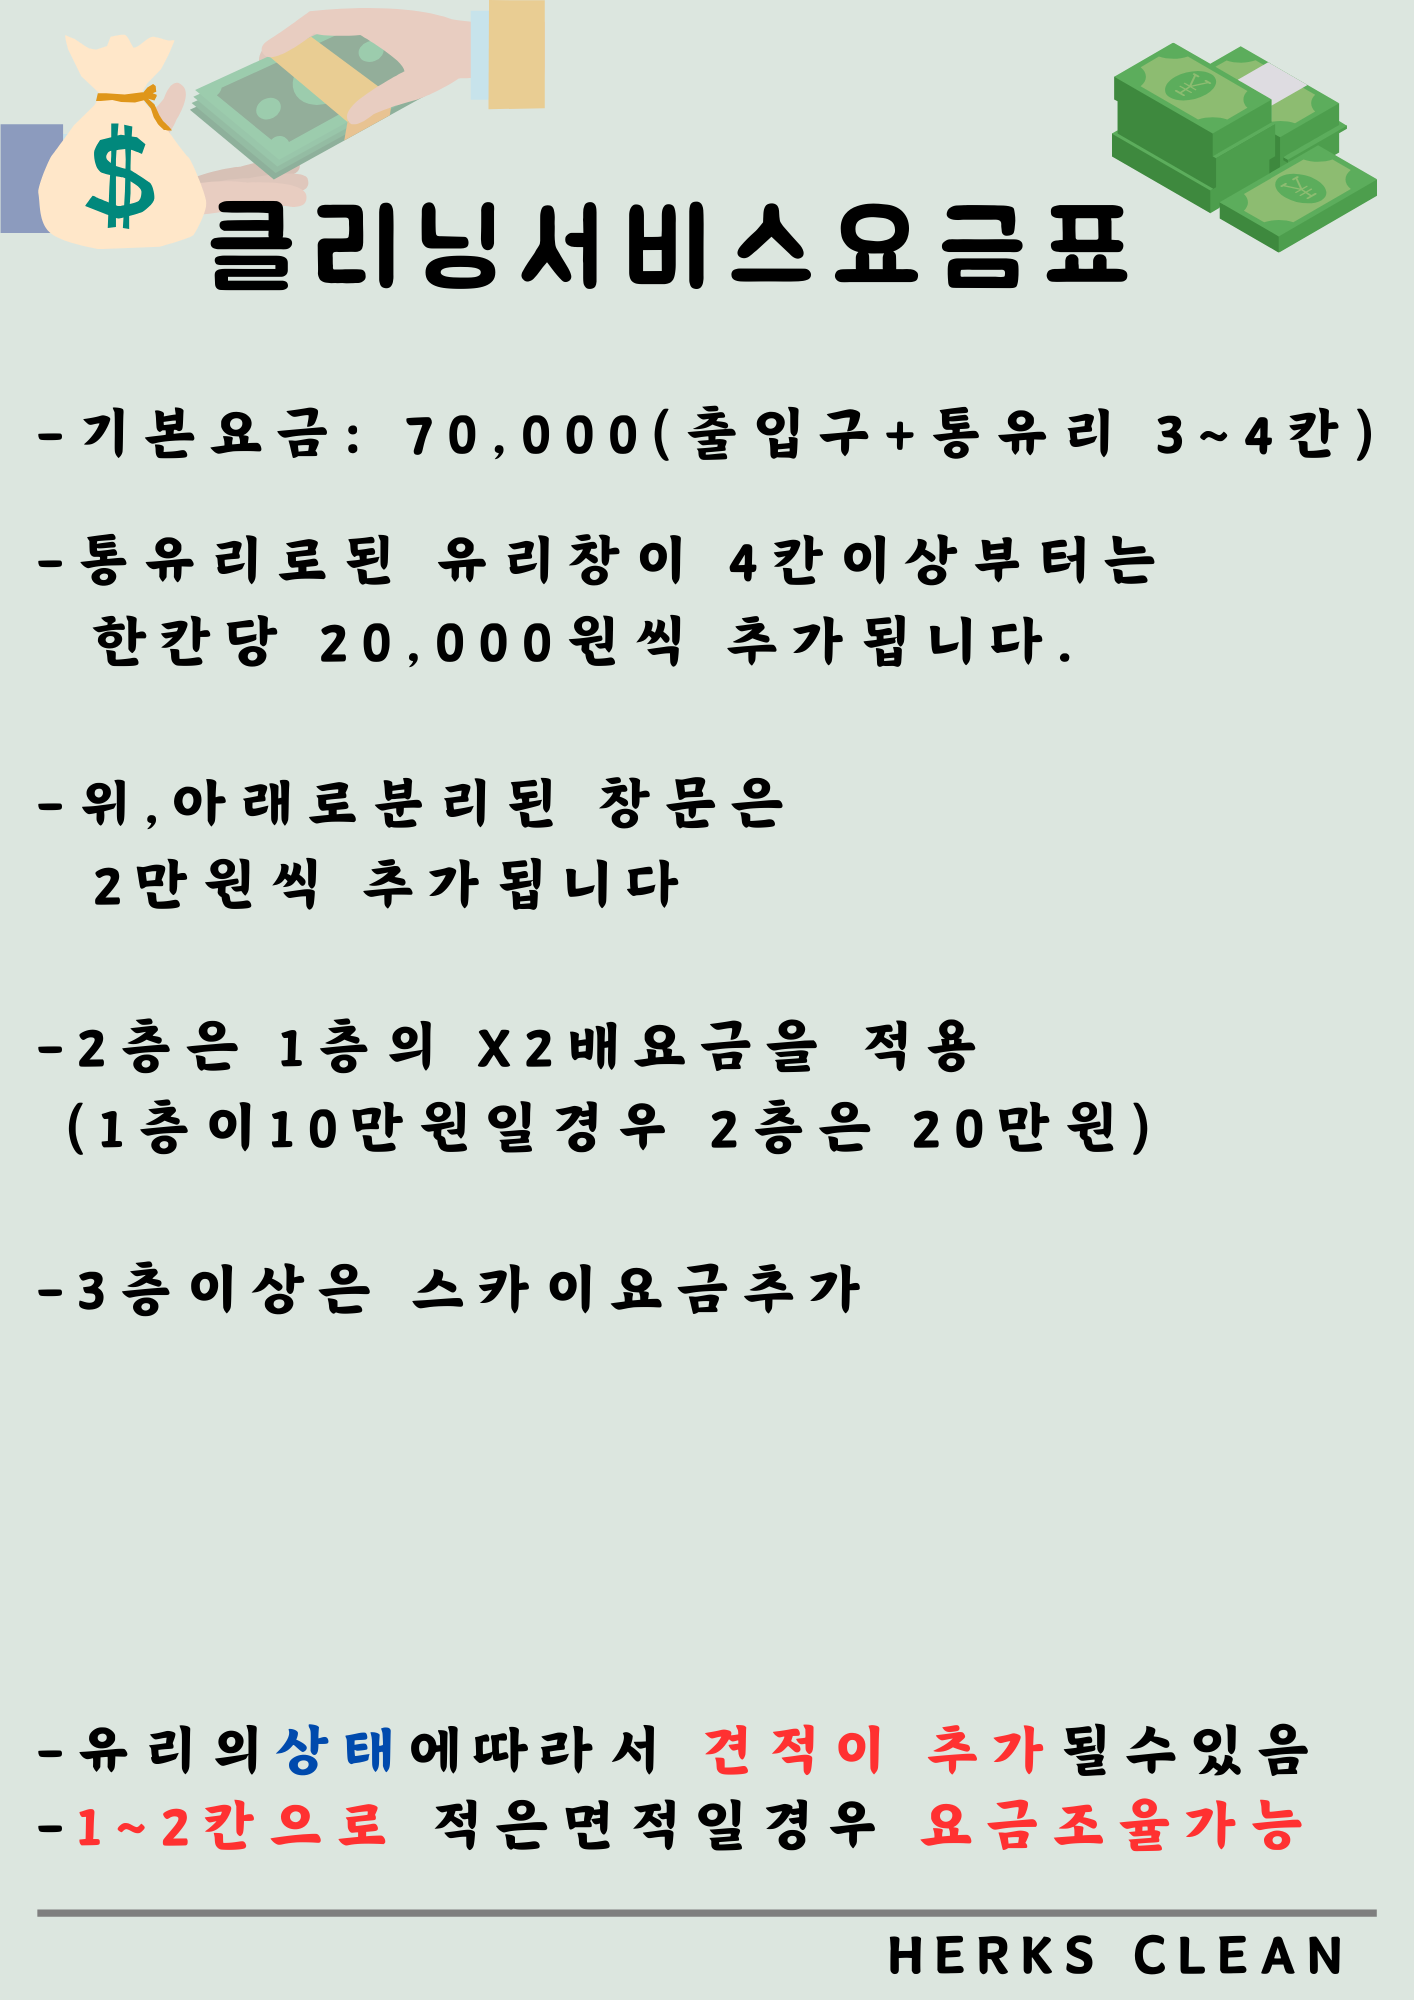 클리닝서비스요금표
-기본요금: 70,000(출입구+통유리 3~4칸)
-통유리로된 유리창이 4칸이상부터는
한칸당 20,000원씩 추가됩니다.
-위,아래로분리된 창문은
2만원씩 추가됩니다
-2층은 1층의 X2배요금을 적용
(1층이10만원일경우 2층은 20만원)
-3층이상은 스카이요금추가
-유리의상태에따라서 견적이 추가될수있음
-1~2칸으로 적은면적일경우 요금조율가능
HERKS CLEAN